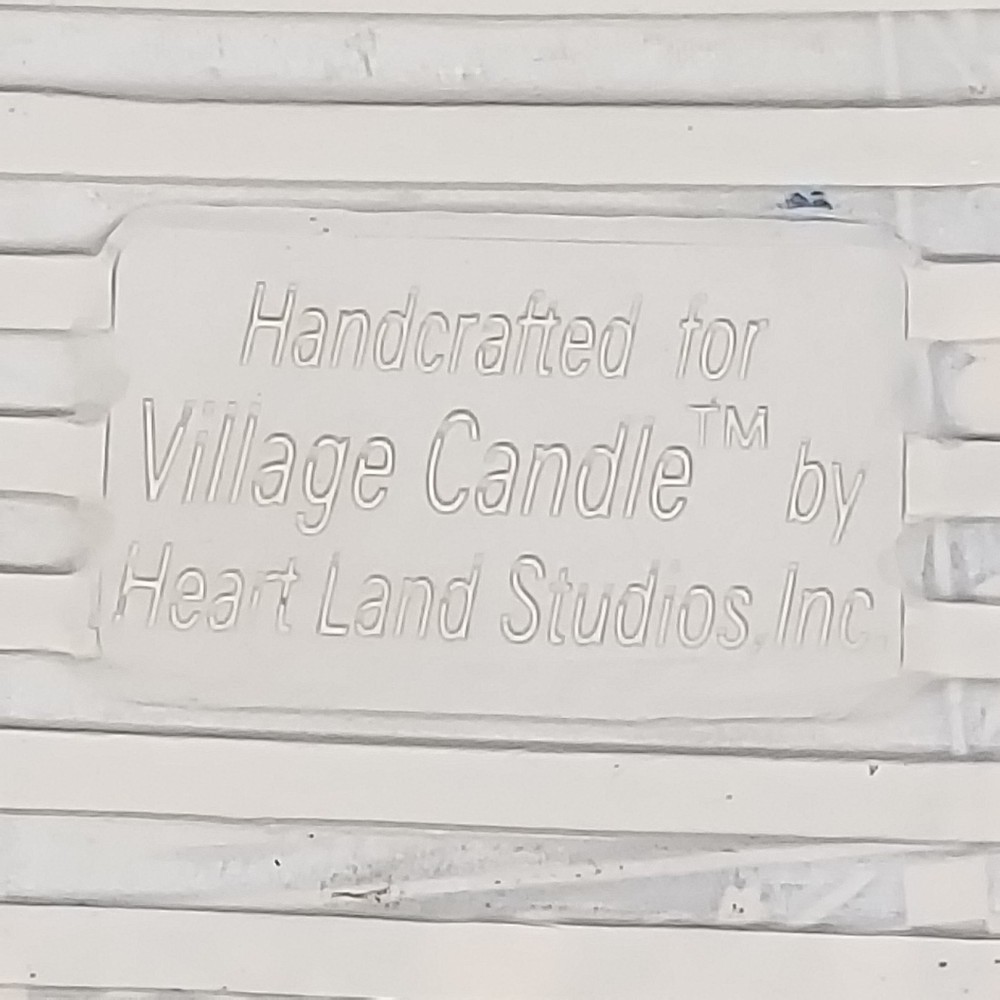 Handcrafted for
Village Candle™ by
Heart Land Studios, Inc.